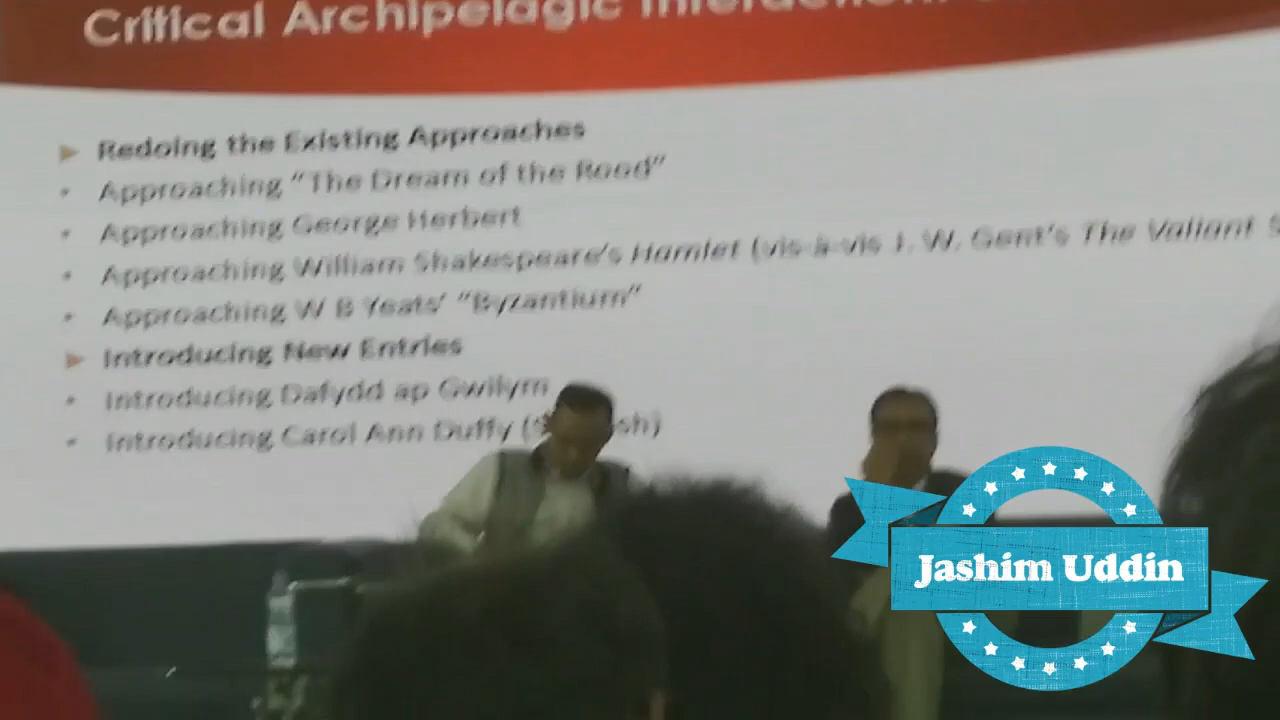 Critical Archipelagic
Redoing the Existing Approaches
Approaching "The Dream of the Rood"
Approaching George Herbert
Approaching William Shakespeare's Hamlet (vis-à-vis J. W. Gent's The Valiant
Approaching W B Yeats' "Byzantium"
Introducing New Entries
Introducing Dafydd ap Gwilym
Introducing Carol Ann Duffy
Jashim Uddin